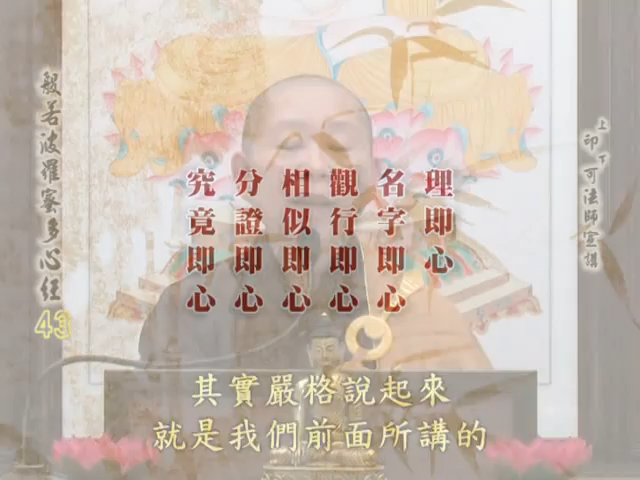 般若波羅蜜多心經
43
上印下可法師宣講
理即心
名字即心
觀行即心
相似即心
分證即心
究竟即心
其實嚴格說起來
就是我們前面所講的